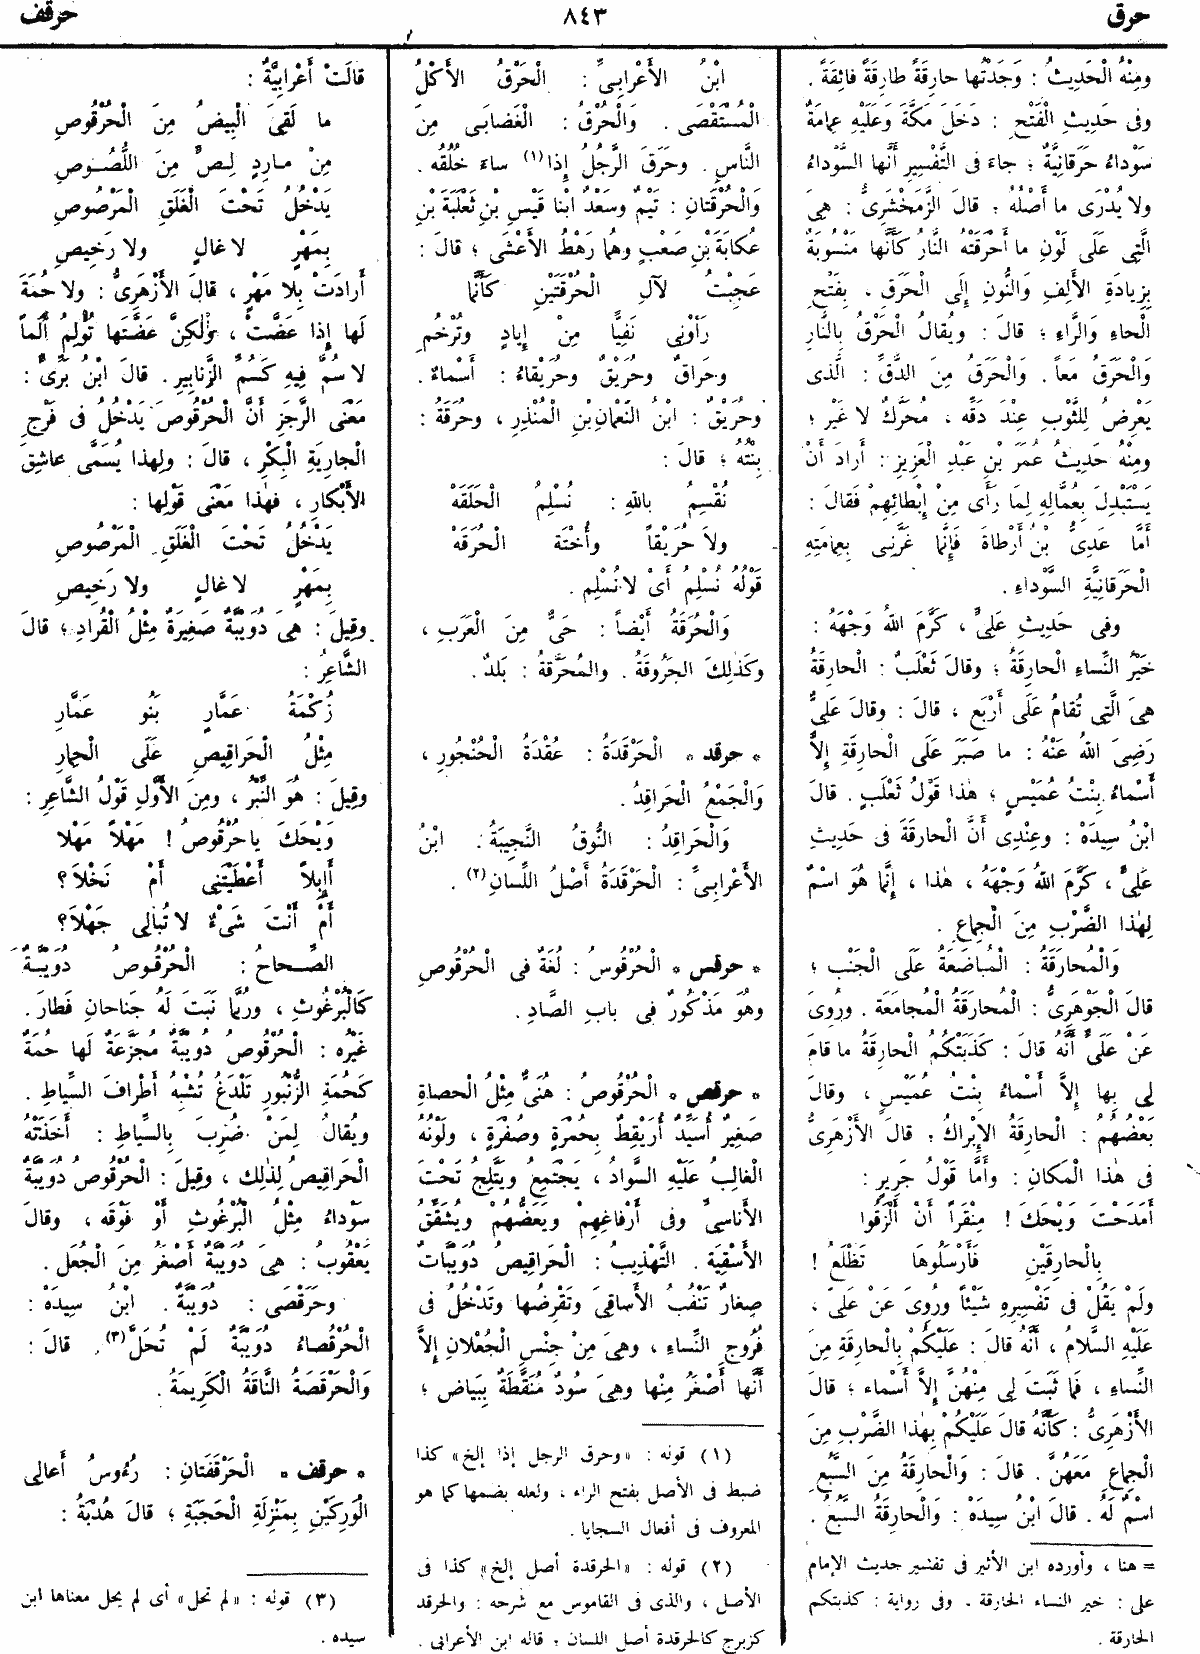 حرق
٨٤٣
حرقف
ومِنْهُ الْحَدِيثُ : وَجَدْتُها حارِقَةً طارِقَةً فائِقَةً .
وفى حَدِيثِ الْفَتْحِ : دَخَلَ مَكَّةَ وَعَلَيْهِ عِمامَةٌ
سَوْداءُ حَرَقانِيَّةٌ ؛ جاءَ فى التَّفْسِيرِ أَنَّها السَّوْداءُ
ولا يُدْرَى ما أَصْلُهُ ؛ قالَ الزَّمَخْشَرِىُّ : هِىَ
الَّتِى عَلَى لَوْنِ ما أَحْرَقَتْهُ النَّارُ كَأَنَّها مَنْسُوبَةٌ
بِزِيادَةِ الأَلِفِ وَالنُّونِ إِلَى الْحَرَقِ ، بِفَتْحِ
الْحاءِ وَالرَّاءِ ؛ قالَ : ويُقالُ الْحَرْقُ بِالنَّارِ
وَالْحَرَقُ مَعاً . وَالْحَرَقُ مِنَ الدَّقِّ : الَّذى
يَعْرِضُ لِلثَّوْبِ عِنْدَ دَقِّه ، مُحَرَّكٌ لا غَيْر ؛
ومِنْهُ حَدِيثُ عُمَرَ بْنِ عَبْدِ الْعَزِيزِ : أَرادَ أَنْ
يَسْتَبْدِلَ بِعُمَّالِهِ لِمَا رَأَى مِنْ إِبْطائِهِمْ فَقالَ :
أَمَّا عَدِىُّ بْنُ أَرْطاةَ فَإِنَّما غَرَّنِى بِعِمامَتِهِ
الْحَرَقانِيَّةِ السَّوْداءِ .
وفى حَدِيثِ عَلِىٍّ ، كَرَّمَ اللهُ وَجْهَهُ :
خَيْرُ النِّساءِ الْحارِقَةُ ؛ وقالَ ثَعْلَبٌ : الْحارِقَةُ
هِىَ الَّتِى تُقامُ عَلَى أَرْبَعٍ ، قالَ : وقالَ عَلِىٌّ
رَضِىَ اللهُ عَنْهُ : ما صَبَرَ عَلَى الْحارِقَةِ إِلاَّ
أَسْماءُ بِنْتُ عُمَيْسٍ ؛ هٰذا قَوْلُ ثَعْلَبٍ . قالَ
ابْنُ سِيدَهْ : وعِنْدِى أَنَّ الْحارِقَةَ فى حَدِيثِ
عَلِىٍّ ، كَرَّمَ اللهُ وَجْهَهُ ، هٰذا ، إِنَّما هُوَ اسْمٌ
لِهٰذا الضَّرْبِ مِنَ الْجِماعِ .
وَالْمُحارَقَةُ : الْمُباضَعَةُ عَلَى الْجَنْبِ ؛
قالَ الْجَوْهَرِىُّ : الْمُحارَقَةُ الْمُجامَعَة . ورُوِىَ
عَنْ عَلَىٍّ أَنَّهُ قالَ : كَذَبَتْكُمُ الْحارِقَةُ ما قامَ
لِى بِها إِلاَّ أَسْماءُ بِنْتُ عُمَيْسٍ ، وقالَ
بَعْضُهُمُ : الْحارِقَةُ الإِبْراكُ ؛ قالَ الأَزْهَرِىُّ
فى هٰذا الْمَكانِ : وأَمَّا قَوْلُ جَرِيرٍ :
أَمَدَحْتَ وَيْحَكَ ! مِنْقَراً أَنْ أَلْزَقُوا
بِالْحارِقَيْنِ فَأَرْسَلُوهَا تَظْلَعُ !
ولَمْ يَقُلْ فى تَفْسِيرِهِ شَيْئاً ورُوِىَ عَنْ عَلِىّ ،
عَلَيْهِ السَّلامُ ، أَنَّهُ قالَ : عَلَيْكُمْ بِالْحارِقَةِ مِنَ
النِّساءِ ، فَما ثَبَتَ لِى مِنْهُنَّ إِلاَّ أَسْماء ؛ قالَ
الأَزْهَرِىُّ : كَأَنَّهُ قالَ عَلَيْكُمْ بِهٰذا الضَّرْبِ مِنَ
الْجِماعِ مَعَهُنَّ . قالَ : وَالْحارِقَةُ مِنَ السَّبُعِ
اسْمٌ لَهُ . قالَ ابْنُ سِيدَهْ : وَالْحارِقَةُ السَّبُعُ .
= هنا ، وأورده ابن الأثير فى تفسير حديث الإمام
على : خير النساء الحارقة . وفى رواية : كذبتكم
الحارقة .
ابْنُ الأَعْرابِىِّ : الْحَرْقُ الأَكْلُ
الْمُسْتَقْصَى . وَالْحُرْقُ : الْغَضابَى مِنَ
النَّاسِ . وحَرَقَ الرَّجُلُ إِذا (١) ساءَ خُلُقُه .
وَالْحُرْقَتانِ : تَيْمٌ وسَعْدٌ ابْنا قَيْسِ بْنِ ثَعْلَبَةَ بْنِ
عُكابَةَ بْنِ صَعْبٍ وهُما رَهْطُ الأَعْشَى ؛ قالَ :
عَجِبْتُ لآلِ الْحُرْقَتَيْنِ كَأَنَّما
رَأَوْنِى نَفِيًّا مِنْ إِيادٍ وتُرْخُمِ
وحَراقٌ وحُرَيْقٌ وحُرَيْقاءُ : أَسْماءٌ .
وحُرَيْقٌ : ابْنُ النُّعْمانِ بْنِ الْمُنْذِرِ ، وحُرَقَةُ :
بِنْتُهُ ؛ قالَ :
نُقْسِمُ بِاللهِ : نُسْلِمُ الْحَلَقَهْ
ولاَ حُرَيْقاً وأُخْتَهُ الْحُرَقَهْ
قَوْلُهُ نُسْلِمُ أَىْ لا نُسْلِم .
وَالْحُرَقَةُ أَيْضاً : حَىٌّ مِنَ الْعَرَبِ ،
وكَذٰلِكَ الحَرُوقَةُ . والمُحَرَّقةُ : بَلدٌ .
* حرقد * الْحَرْقَدَةُ : عُقْدَةُ الْحُنْجُورِ ،
وَالْجَمْعُ الْحَراقِدُ .
وَالْحَراقِدُ : النُّوقُ النَّجِيبَةُ . ابْنُ
الأَعْرابِىِّ : الْحَرْقَدَةُ أَصْلُ اللِّسانِ (٢) .
* حرقس * الْحُرْقُوسُ : لُغَةٌ فى الْحُرْقُوصِ
وهُوَ مَذْكُورٌ فِى بابِ الصَّادِ .
* حرقص * الْحُرْقُوصُ : هُنَىٌّ مِثْلُ الْحصاةِ
صَغِيرٌ أُسَيِّدٌ أُرَيْقِطٌ بِحُمْرَةٍ وصُفْرَةٍ ، ولَوْنُهُ
الْغالِبُ عَلَيْهِ السَّوادُ ، يَجْتَمِعُ ويَتَّلِجُ تَحْتَ
الأَناسِىِّ وفى أَرْفاغِهِمْ ويَعَضُّهُمْ ويُشَقِّقُ
الأَسْقِيَةَ . التَّهْذِيبُ : الْحَراقِيصُ دُوَيْبَّاتٌ
صِغارٌ تَنْقُبُ الأَساقِىَ وتَقْرِضُها وتَدْخُلُ فى
فُرُوجِ النِّساءِ ، وهِىَ مِنْ جِنْسِ الْجُعْلانِ إِلاَّ
أَنَّها أَصْغَرُ مِنْها وهِىَ سُودٌ مُنَقَّطَةٌ بِبَياض ؛
(١) قوله : «وحرق الرجل إذا إلخ» كذا
ضبط فى الأصل بفتح الراء ، ولعله بضمها كما هو
المعروف فى أفعال السجايا .
(٢) قوله : «الحرقدة أصل إلخ» كذا فى
الأصل ، والذى فى القاموس مع شرحه : والحرقد
كزبرج كالحرقدة أصل اللسان ؛ قاله ابن الأعرابى .
قالَتْ أَعْرابِيَّةٌ :
ما لَقِىَ الْبِيضُ مِنَ الْحُرْقُوصِ
مِنْ مارِدٍ لِصٍّ مِنَ اللُّصُوصِ
يَدْخُلُ تَحْتَ الْغَلَقِ الْمَرْصُوصِ
بِمَهْرٍ لا غالٍ ولا رَخِيصِ
أَرادَتْ بِلا مَهْرٍ ، قالَ الأَزْهَرِىُّ : ولا حُمَةَ
لَها إِذا عَضَّتْ ، ولٰكِنَّ عَضَّتَها تُؤْلِمُ أَلَماً
لا سُمَّ فِيهِ كَسُمِّ الزَّنابِيرِ . قالَ ابْنُ بَرِّىٍّ :
مَعْنَى الرَّجَزِ أَنَّ الْحُرْقُوصَ يَدْخُلُ فى فَرْجِ
الْجارِيَةِ الْبِكْرِ ، قالَ : ولِهذا يُسَمَّى عاشِقَ
الأَبْكارِ ، فهٰذا مَعْنَى قَوْلِها :
يَدْخُلُ تَحْتَ الْغَلَقِ الْمَرْصُوصِ
بِمَهْرٍ لا غالٍ ولا رَخِيصِ
وقِيلَ : هِىَ دُوَيْبَّةٌ صَغِيرَةٌ مِثْلُ الْقُرادِ ؛ قالَ
الشَّاعِرُ :
زُكْمَةُ عَمَّارٍ بَنُو عَمَّارِ
مِثْلُ الْحَراقِيصِ عَلَى الْحِمارِ
وقِيلَ : هُوَ النِّبْرُ ، ومِنَ الأَوَّلِ قَوْلُ الشَّاعِرِ :
وَيْحَكَ ياحُرْقُوصُ ! مَهْلاً مَهْلا
أَإِبِلاً أَعْطَيْتَنِى أَمْ نَخْلاَ؟
أَمْ أَنْتَ شَىْءٌ لا تُبالِى جَهْلاَ؟
الصِّحاحُ : الْحُرْقُوصُ دُوَيْبَّةٌ
كَالْبُرْغُوثِ ، ورُبَّما نَبَتَ لَهُ جَناحانِ فَطارَ .
غَيْرُه : الْحُرْقُوصُ دُوَيْبَّةٌ مُجَزَّعَةٌ لَها حُمَةٌ
كَحُمَةِ الزُّنْبُورِ تَلْدَغُ تُشْبِهُ أَطْرافَ السِّياطِ .
ويُقالُ لِمَنْ ضُرِبَ بِالسِّياطِ : أَخَذَتْهُ
الْحَراقِيصُ لِذلِك ، وقِيلَ : الْحُرْقُوصُ دُوَيْبَّةٌ
سَوْداءُ مِثْلُ الْبُرْغُوثِ أَوْ فَوْقَه ، وقالَ
يَعْقُوبُ : هِىَ دُوَيْبَّةٌ أَصْغَرُ مِنَ الْجُعَل .
وحَرَقْصَى : دُوَيْبَّةٌ . ابْنُ سِيدَهْ :
الْحُرْقُصاءُ دُوَيْبَّةٌ لَمْ تُحَلَّ (٣) . قالَ :
وَالْحَرْقَصَةُ النَّاقَةُ الْكَرِيمَةُ .
* حرقف * الْحَرْقَفَتانِ : رُءُوسُ أَعالِى
الْوَرِكَيْنِ بِمَنْزِلَةِ الْحَجَبَةِ ؛ قالَ هُدْبَةُ :
(٣) قوله : «لم تحل» أى لم يحل معناها ابن
سيده .